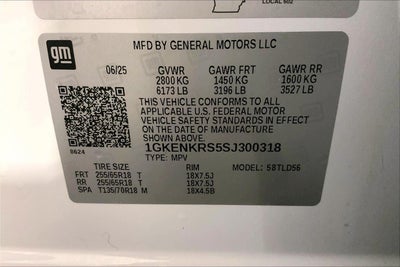 LOCAL 602
gm
MFD BY GENERAL MOTORS LLC
06/25 GVWR GAWR FRT GAWR RR
2800 KG 1450 KG 1600 KG
6173 LB 3196 LB 3527 LB
THIS VEHICLE CONFORMS TO ALL
APPLICABLE U.S. FEDERAL MOTOR
VEHICLE SAFETY STANDARDS IN EFFECT
ON THE DATE OF MANUFACTURE
SHOWN ABOVE.
8624
1GKENKRS5SJ300318
TYPE: MPV
TIRE SIZE RIM MODEL: 58TLD56
FRT 255/65R18 T 18X7.5J
RR 255/65R18 T 18X7.5J
SPA T135/70R18 M 18X4.5B